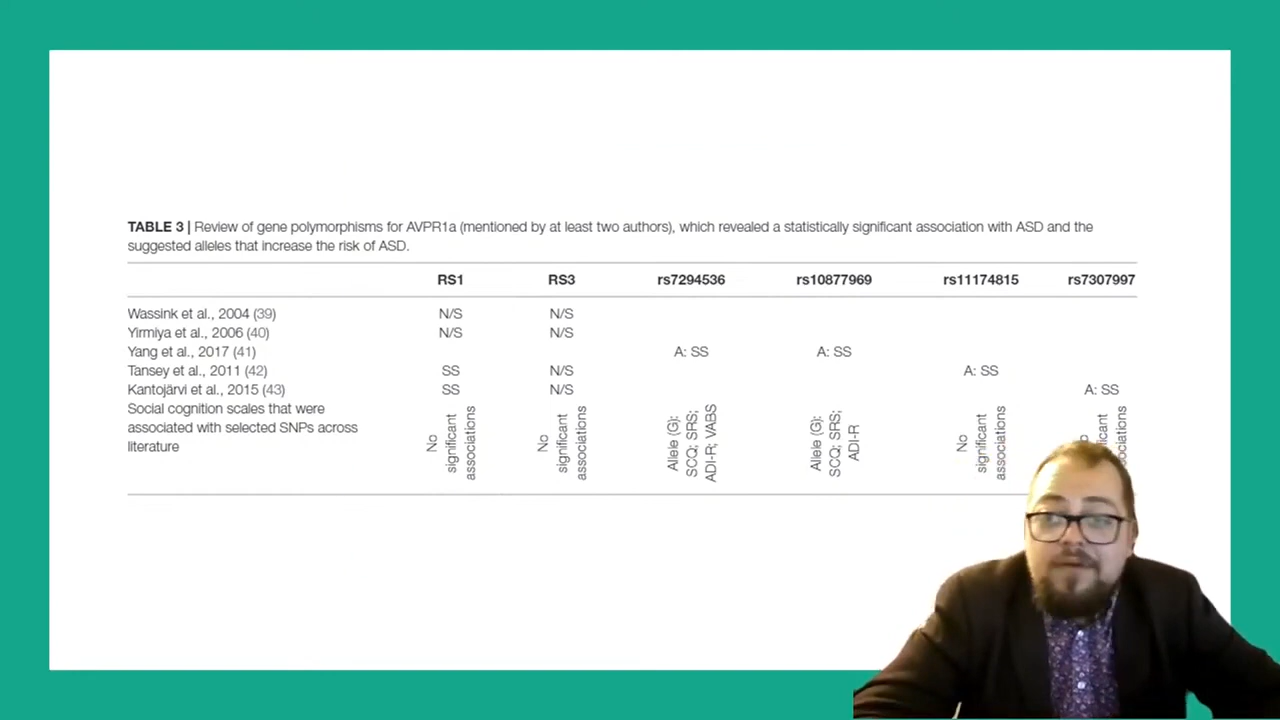 TABLE 3 | Review of gene polymorphisms for AVPR1a (mentioned by at least two authors), which revealed a statistically significant association with ASD and the
suggested alleles that increase the risk of ASD.
RS1 RS3 rs7294536 rs10877969 rs11174815 rs7307997
Wassink et al., 2004 (39) N/S N/S
Yirmiya et al., 2006 (40) N/S N/S
Yang et al., 2017 (41) A: SS A: SS
Tansey et al., 2011 (42) SS N/S A: SS
Kantojärvi et al., 2015 (43) SS N/S A: SS
Social cognition scales that were
associated with selected SNPs across
literature
No
significant
associations
No
significant
associations
Allele (G):
SCQ; SRS;
ADI-R; VABS
Allele (G):
SCQ; SRS;
ADI-R
No
significant
associations